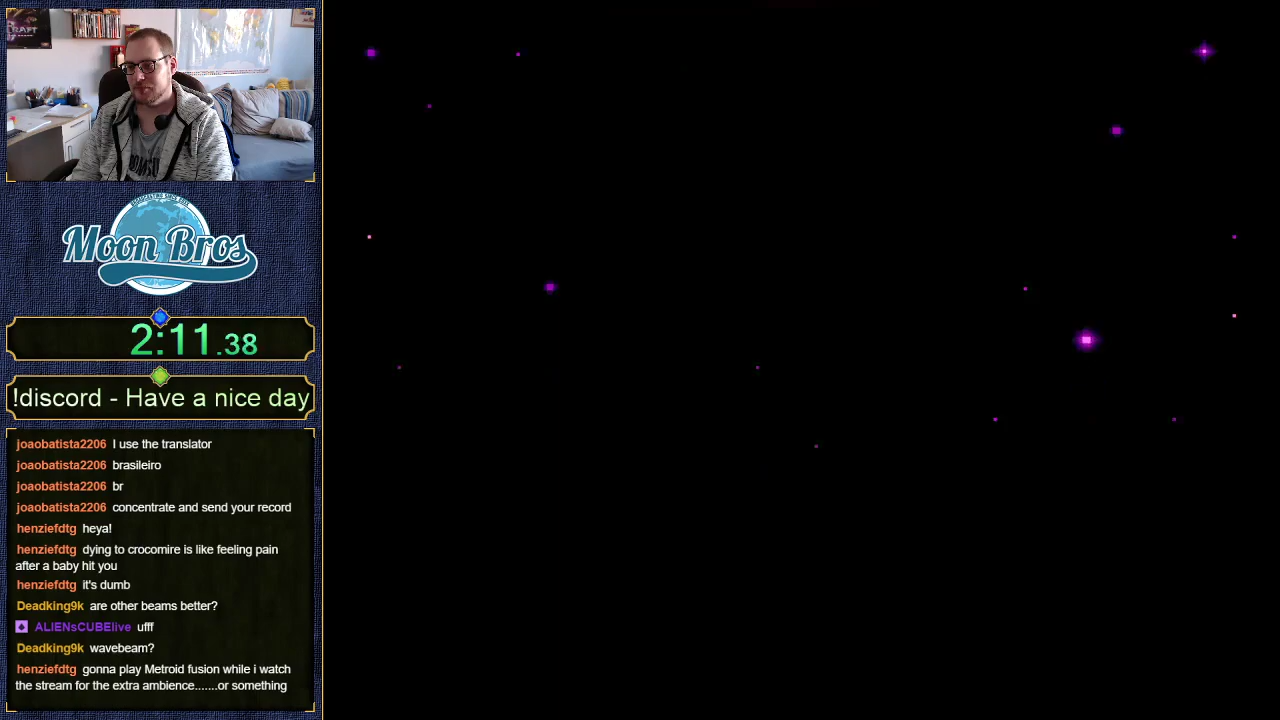 RAFT
BROADCASTING SINCE
Moon Bros
2:11.38
!discord - Have a nice day
joaobatista2206 I use the translator
joaobatista2206 brasileiro
joaobatista2206 br
joaobatista2206 concentrate and send your record
henziefdtg heya!
henziefdtg dying to crocomire is like feeling pain
after a baby hit you
henziefdtg it's dumb
Deadking9k are other beams better?
ALIENsCUBElive ufff
Deadking9k wavebeam?
henziefdtg gonna play Metroid fusion while i watch
the stream for the extra ambience.......or something